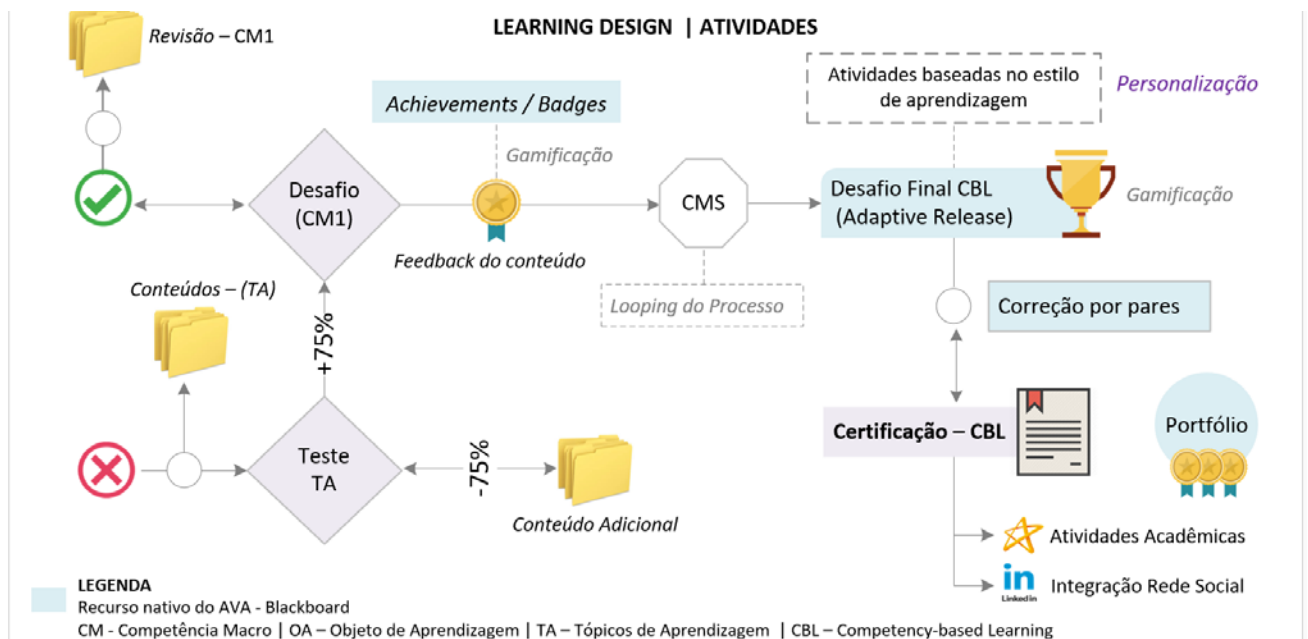 LEARNING DESIGN | ATIVIDADES
Revisão – CM1
Achievements / Badges
Gamificação
Desafio
(CM1)
Feedback do conteúdo
CMS
Looping do Processo
Atividades baseadas no estilo
de aprendizagem
Personalização
Desafio Final CBL
(Adaptive Release)
Gamificação
Correção por pares
Conteúdos – (TA)
+75%
Teste
TA
-75%
Conteúdo Adicional
Certificação – CBL
Portfólio
Atividades Acadêmicas
in
Linked in
Integração Rede Social
LEGENDA
Recurso nativo do AVA - Blackboard
CM - Competência Macro | OA – Objeto de Aprendizagem | TA – Tópicos de Aprendizagem | CBL – Competency-based Learning